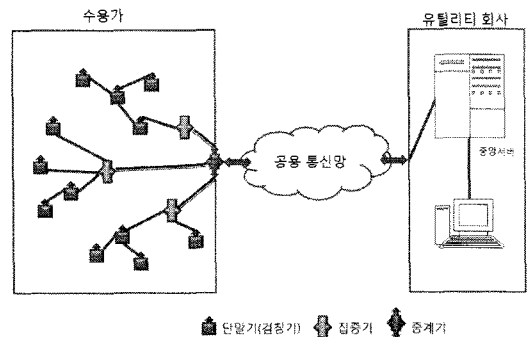 수용가
유틸리티 회사
공용 통신망
중앙서버
단말기(검침기) 집중기 중계기